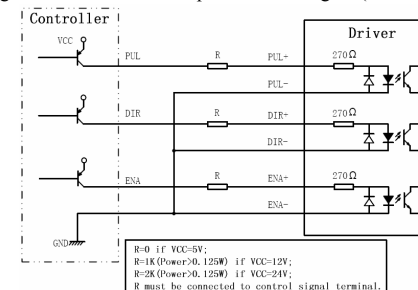 Controller
Driver
VCC
PUL R PUL+ 270Ω
PUL-
DIR R DIR+ 270Ω
DIR-
ENA R ENA+ 270Ω
ENA-
GND
R=0 if VCC=5V;
R=1K(Power>0.125W) if VCC=12V;
R=2K(Power>0.125W) if VCC=24V;
R must be connected to control signal terminal.